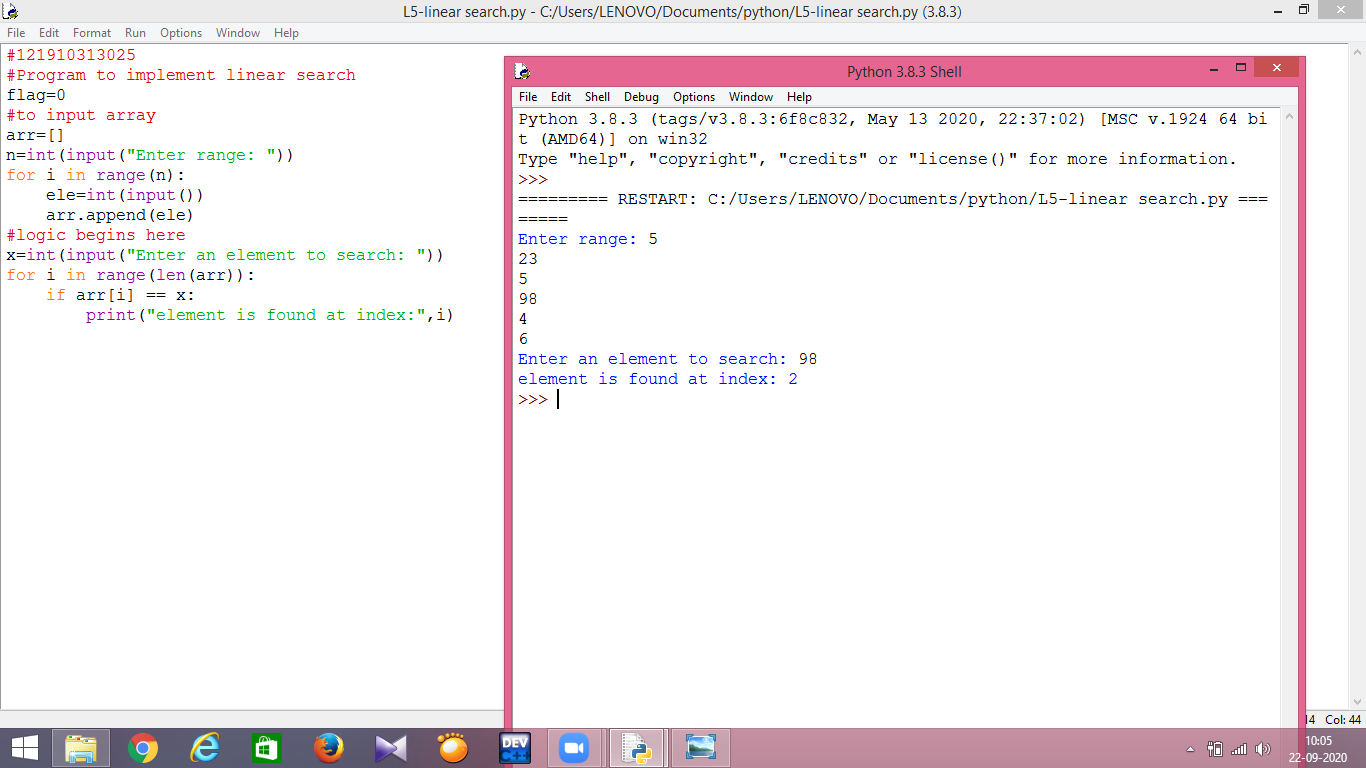 L5-linear search.py - C:/Users/LENOVO/Documents/python/L5-linear search.py (3.8.3)
File Edit Format Run Options Window Help
#121910313025
#Program to implement linear search
flag=0
#to input array
arr=[]
n=int(input("Enter range: "))
for i in range(n):
    ele=int(input())
    arr.append(ele)
#logic begins here
x=int(input("Enter an element to search: "))
for i in range(len(arr)):
    if arr[i] == x:
        print("element is found at index:",i)
Python 3.8.3 Shell
File Edit Shell Debug Options Window Help
Python 3.8.3 (tags/v3.8.3:6f8c832, May 13 2020, 22:37:02) [MSC v.1924 64 bi
t (AMD64)] on win32
Type "help", "copyright", "credits" or "license()" for more information.
>>>
========= RESTART: C:/Users/LENOVO/Documents/python/L5-linear search.py ===
=====
Enter range: 5
23
5
98
4
6
Enter an element to search: 98
element is found at index: 2
>>>
14 Col: 44
DEV
C++
10:05
22-09-2020